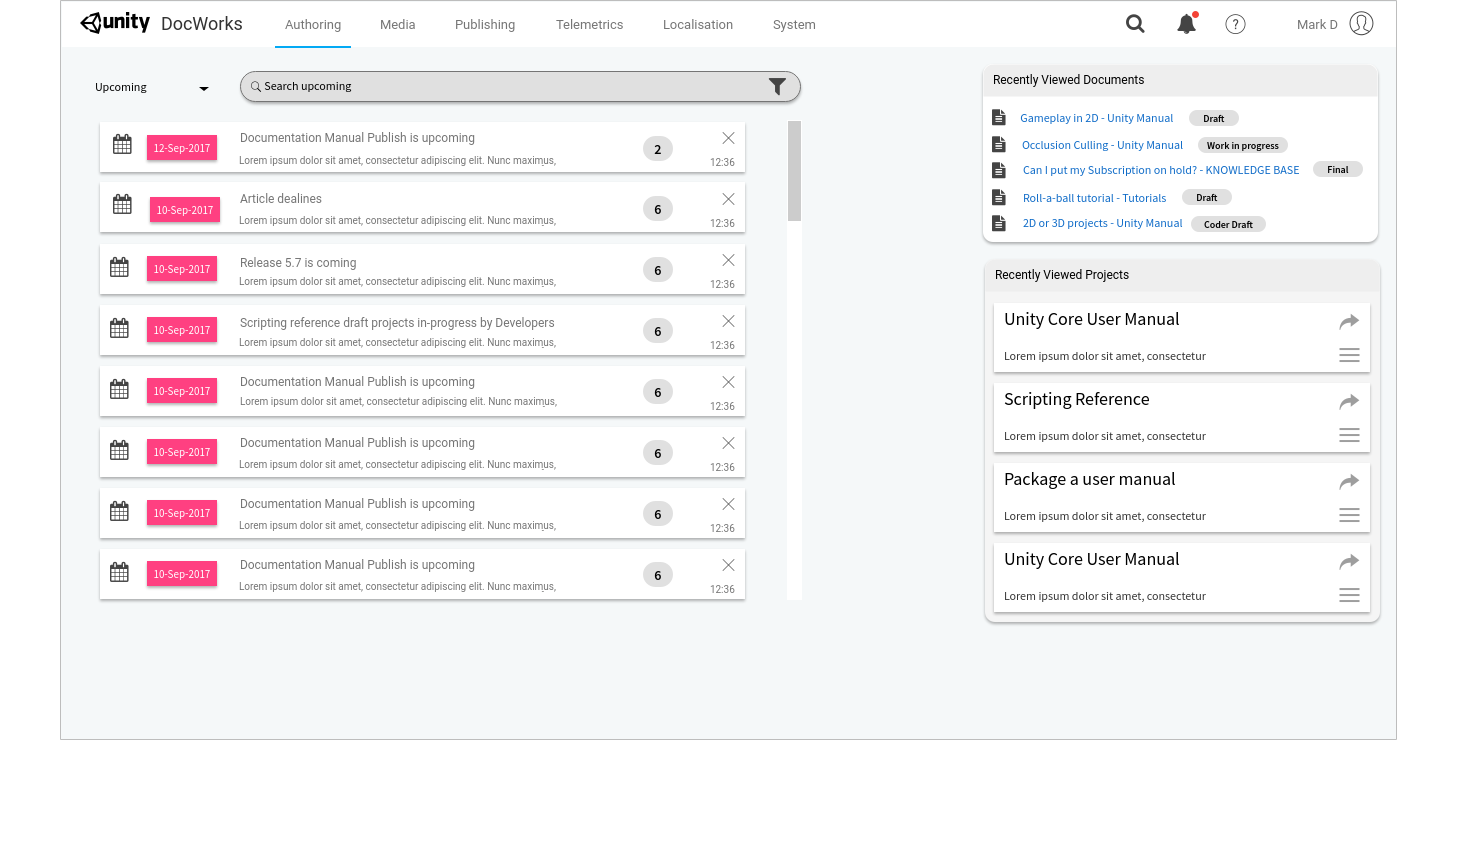 unity DocWorks Authoring Media Publishing Telemetrics Localisation System ? Mark D
Upcoming
Search upcoming
12-Sep-2017 Documentation Manual Publish is upcoming 2
Lorem ipsum dolor sit amet, consectetur adipiscing elit. Nunc maximus, 12:36
10-Sep-2017 Article dealines 6
Lorem ipsum dolor sit amet, consectetur adipiscing elit. Nunc maximus, 12:36
10-Sep-2017 Release 5.7 is coming 6
Lorem ipsum dolor sit amet, consectetur adipiscing elit. Nunc maximus, 12:36
10-Sep-2017 Scripting reference draft projects in-progress by Developers 6
Lorem ipsum dolor sit amet, consectetur adipiscing elit. Nunc maximus, 12:36
10-Sep-2017 Documentation Manual Publish is upcoming 6
Lorem ipsum dolor sit amet, consectetur adipiscing elit. Nunc maximus, 12:36
10-Sep-2017 Documentation Manual Publish is upcoming 6
Lorem ipsum dolor sit amet, consectetur adipiscing elit. Nunc maximus, 12:36
10-Sep-2017 Documentation Manual Publish is upcoming 6
Lorem ipsum dolor sit amet, consectetur adipiscing elit. Nunc maximus, 12:36
10-Sep-2017 Documentation Manual Publish is upcoming 6
Lorem ipsum dolor sit amet, consectetur adipiscing elit. Nunc maximus, 12:36
Recently Viewed Documents
Gameplay in 2D - Unity Manual Draft
Occlusion Culling - Unity Manual Work in progress
Can I put my Subscription on hold? - KNOWLEDGE BASE Final
Roll-a-ball tutorial - Tutorials Draft
2D or 3D projects - Unity Manual Coder Draft
Recently Viewed Projects
Unity Core User Manual
Lorem ipsum dolor sit amet, consectetur
Scripting Reference
Lorem ipsum dolor sit amet, consectetur
Package a user manual
Lorem ipsum dolor sit amet, consectetur
Unity Core User Manual
Lorem ipsum dolor sit amet, consectetur